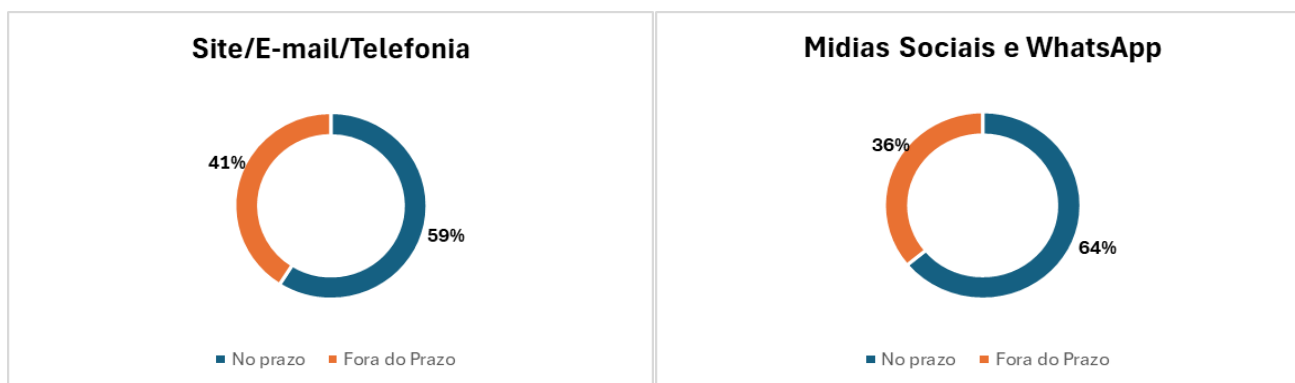 Site/E-mail/Telefonia
41%
59%
No prazo Fora do Prazo
Midias Sociais e WhatsApp
36%
64%
No prazo Fora do Prazo